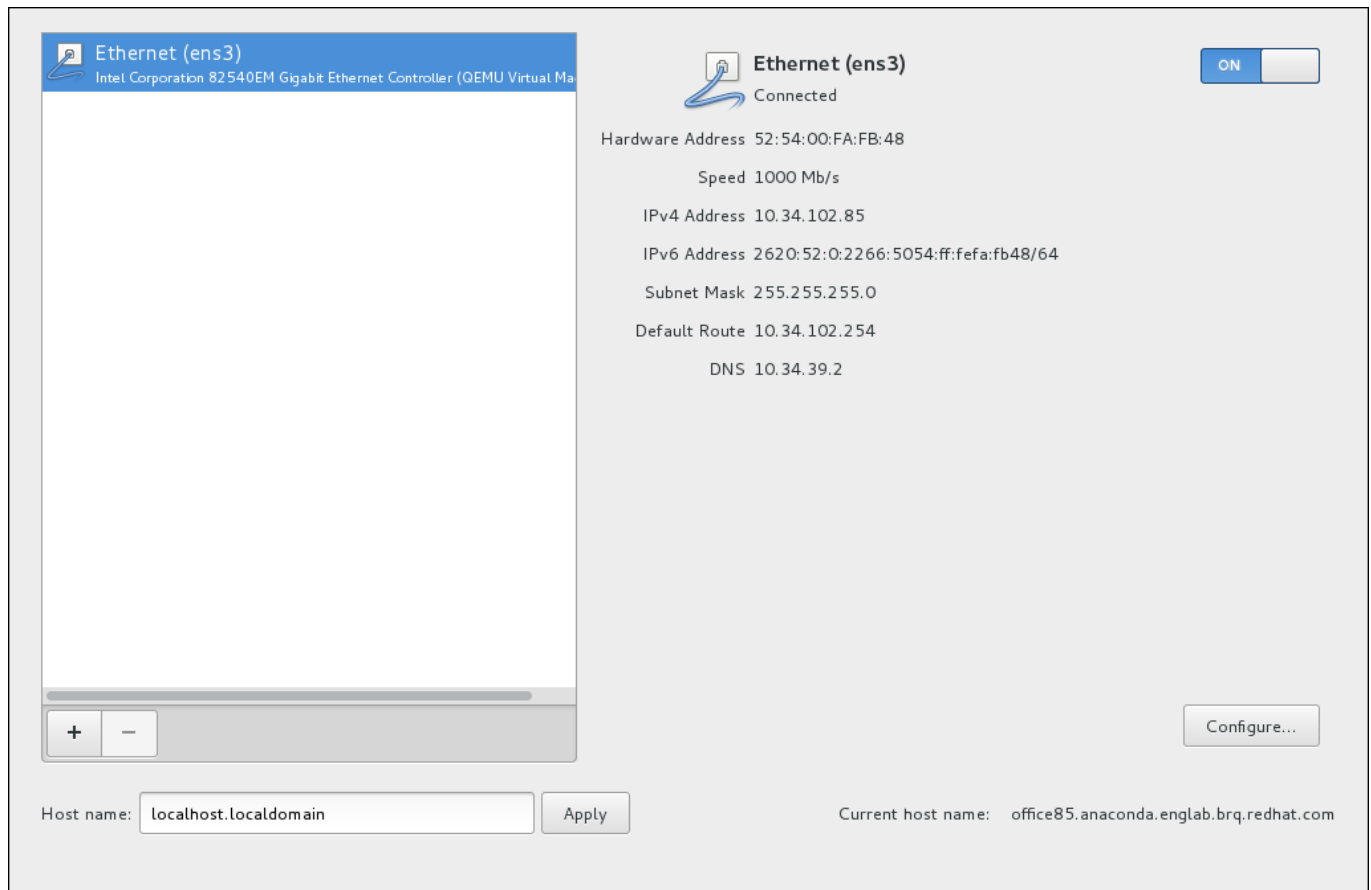 Ethernet (ens3)
Intel Corporation 82540EM Gigabit Ethernet Controller (QEMU Virtual Ma
Ethernet (ens3)
Connected
ON
Hardware Address 52:54:00:FA:FB:48
Speed 1000 Mb/s
IPv4 Address 10.34.102.85
IPv6 Address 2620:52:0:2266:5054:ff:fefa:fb48/64
Subnet Mask 255.255.255.0
Default Route 10.34.102.254
DNS 10.34.39.2
+ −
Configure...
Host name: localhost.localdomain Apply
Current host name: office85.anaconda.englab.brq.redhat.com